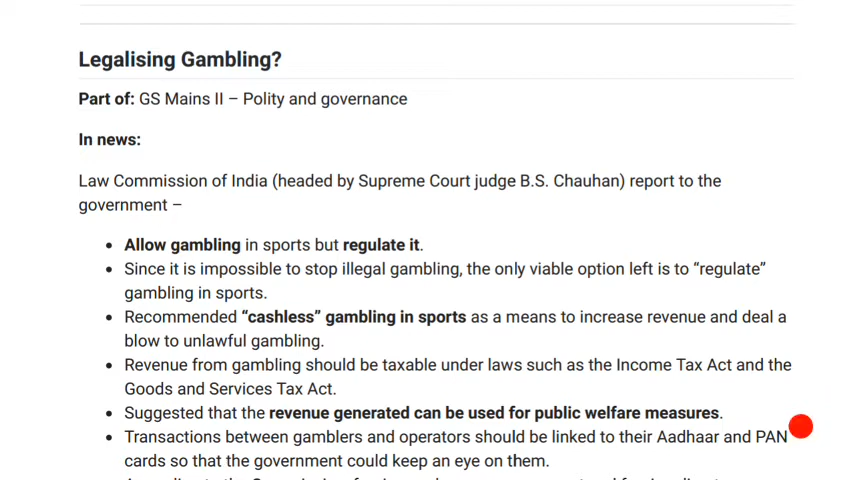 Legalising Gambling?
Part of: GS Mains II – Polity and governance
In news:
Law Commission of India (headed by Supreme Court judge B.S. Chauhan) report to the
government –
• Allow gambling in sports but regulate it.
• Since it is impossible to stop illegal gambling, the only viable option left is to “regulate”
gambling in sports.
• Recommended “cashless” gambling in sports as a means to increase revenue and deal a
blow to unlawful gambling.
• Revenue from gambling should be taxable under laws such as the Income Tax Act and the
Goods and Services Tax Act.
• Suggested that the revenue generated can be used for public welfare measures.
• Transactions between gamblers and operators should be linked to their Aadhaar and PAN
cards so that the government could keep an eye on them.